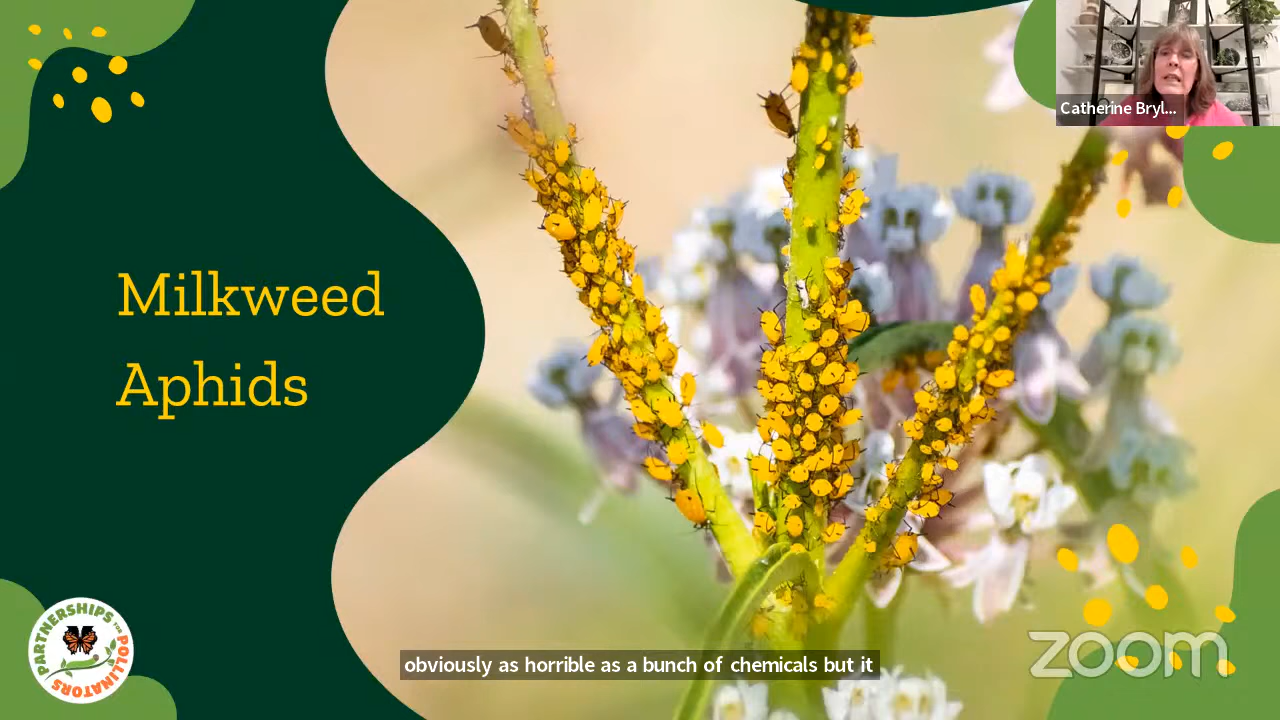 Catherine Bryl...
Milkweed
Aphids
PARTNERSHIPS FOR
POLLINATORS
obviously as horrible as a bunch of chemicals but it
zoom